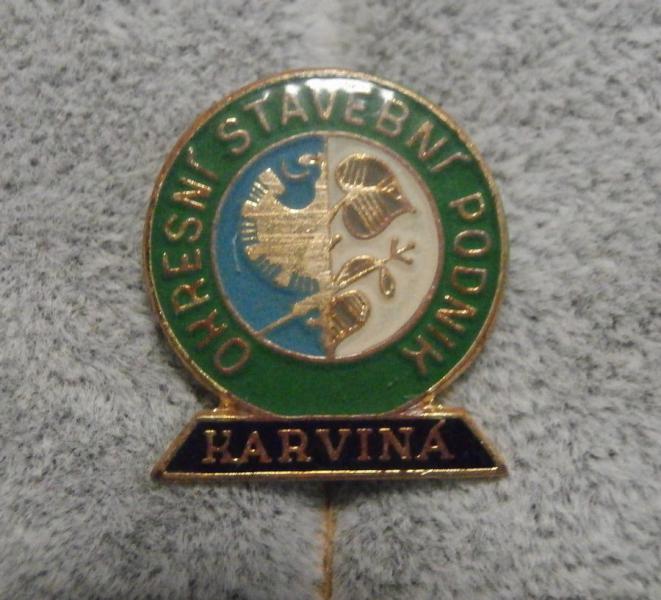 OKRESNÍ STAVEBNÍ PODNIK
KARVINÁ